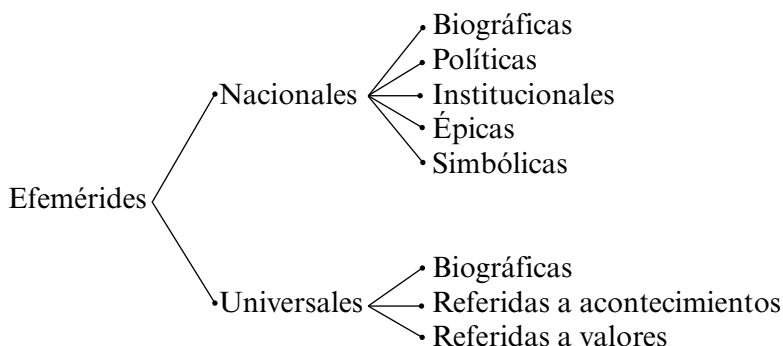 Biográficas
Políticas
Nacionales
Institucionales
Épicas
Simbólicas
Efemérides
Biográficas
Universales
Referidas a acontecimientos
Referidas a valores